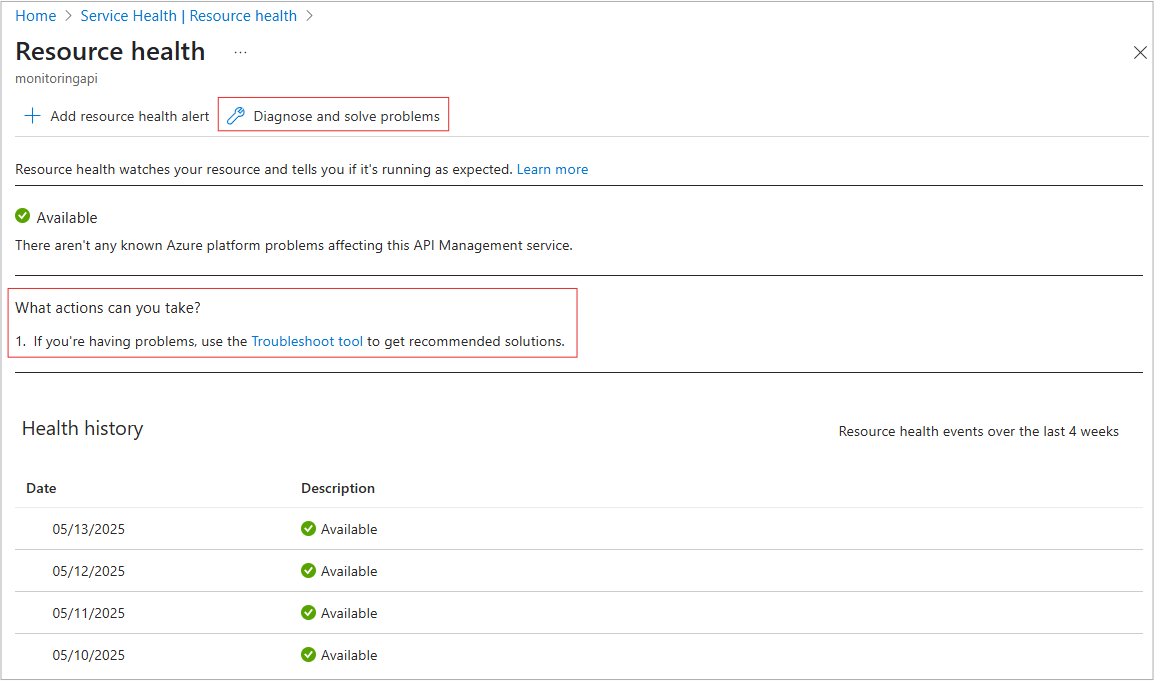 Home > Service Health | Resource health >
Resource health ...
monitoringapi
Add resource health alert Diagnose and solve problems
Resource health watches your resource and tells you if it's running as expected. Learn more
Available
There aren't any known Azure platform problems affecting this API Management service.
What actions can you take?
1. If you're having problems, use the Troubleshoot tool to get recommended solutions.
Health history Resource health events over the last 4 weeks
Date Description
05/13/2025 Available
05/12/2025 Available
05/11/2025 Available
05/10/2025 Available